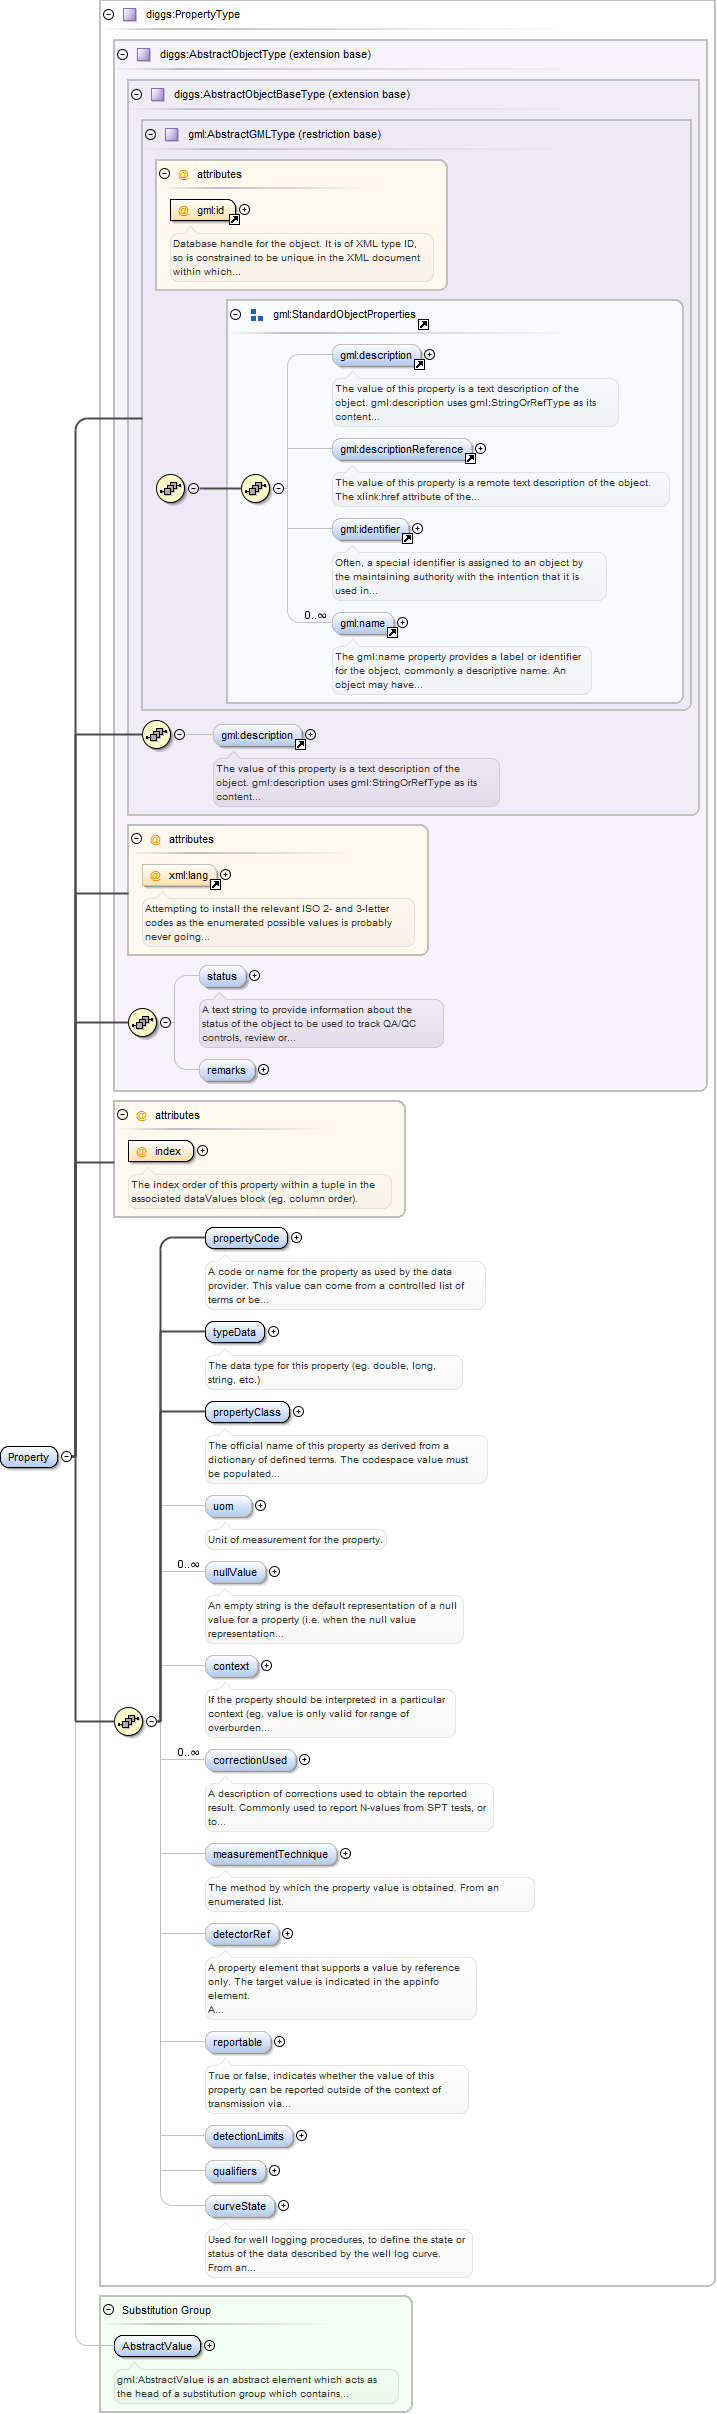 diggs:PropertyType
diggs:AbstractObjectType (extension base)
diggs:AbstractObjectBaseType (extension base)
gml:AbstractGMLType (restriction base)
@ attributes
@ gml:id
Database handle for the object. It is of XML type ID,
so is constrained to be unique in the XML document
within which...
gml:StandardObjectProperties
gml:description
The value of this property is a text description of the
object. gml:description uses gml:StringOrRefType as its
content...
gml:descriptionReference
The value of this property is a remote text description of the object.
The xlink:href attribute of the...
gml:identifier
Often, a special identifier is assigned to an object by
the maintaining authority with the intention that it is
used in...
0..∞
gml:name
The gml:name property provides a label or identifier
for the object, commonly a descriptive name. An
object may have...
gml:description
The value of this property is a text description of the
object. gml:description uses gml:StringOrRefType as its
content...
@ attributes
@ xml:lang
Attempting to install the relevant ISO 2- and 3-letter
codes as the enumerated possible values is probably
never going...
status
A text string to provide information about the
status of the object to be used to track QA/QC
controls, review or...
remarks
@ attributes
@ index
The index order of this property within a tuple in the
associated dataValues block (eg. column order).
propertyCode
A code or name for the property as used by the data
provider. This value can come from a controlled list of
terms or be...
typeData
The data type for this property (eg. double, long,
string, etc.)
propertyClass
The official name of this property as derived from a
dictionary of defined terms. The codespace value must
be populated...
Property
uom
Unit of measurement for the property.
0..∞
nullValue
An empty string is the default representation of a null
value for a property (i.e. when the null value
representation...
context
If the property should be interpreted in a particular
context (eg. value is only valid for range of
overburden...
0..∞
correctionUsed
A description of corrections used to obtain the reported
result. Commonly used to report N-values from SPT tests, or
to...
measurementTechnique
The method by which the property value is obtained. From an
enumerated list.
detectorRef
A property element that supports a value by reference
only. The target value is indicated in the appinfo
element.
A...
reportable
True or false, indicates whether the value of this
property can be reported outside of the context of
transmission via...
detectionLimits
qualifiers
curveState
Used for well logging procedures, to define the state or
status of the data described by the well log curve.
From an...
Substitution Group
AbstractValue
gml:AbstractValue is an abstract element which acts as
the head of a substitution group which contains...